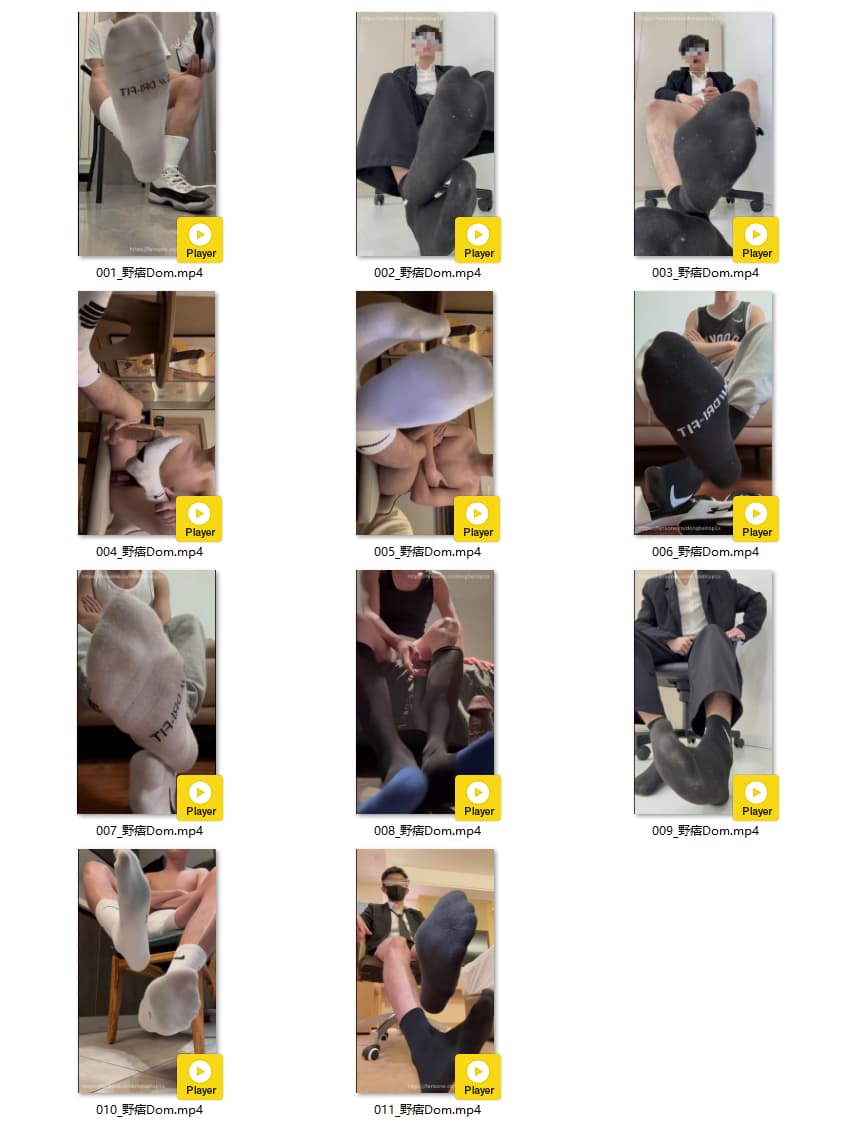 DRI-FIT
Player
Player
Player
001_野痞Dom.mp4
002_野痞Dom.mp4
003_野痞Dom.mp4
DRI-FIT
Player
Player
Player
004_野痞Dom.mp4
005_野痞Dom.mp4
006_野痞Dom.mp4
DRI-FIT
Player
Player
Player
007_野痞Dom.mp4
008_野痞Dom.mp4
009_野痞Dom.mp4
Player
Player
010_野痞Dom.mp4
011_野痞Dom.mp4